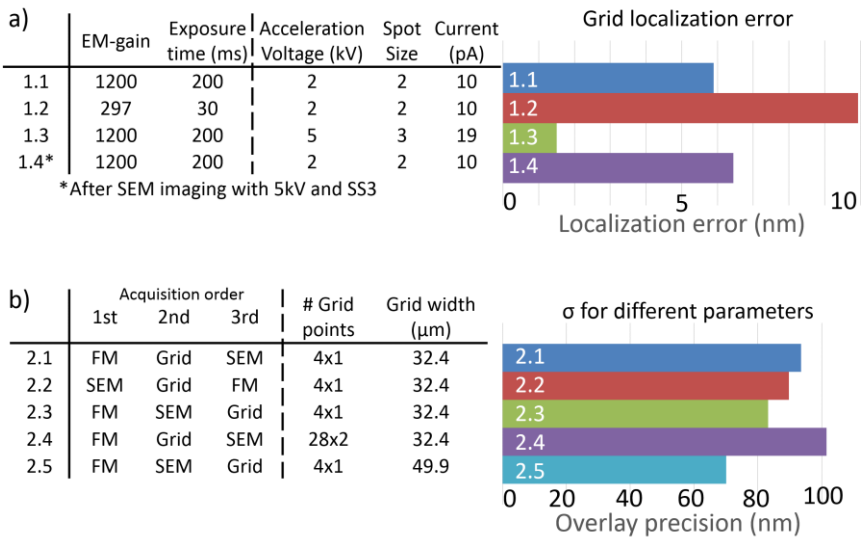 a)
EM-gain Exposure time (ms) Acceleration Voltage (kV) Spot Size Current (pA)
1.1 1200 200 2 2 10
1.2 297 30 2 2 10
1.3 1200 200 5 3 19
1.4* 1200 200 2 2 10
*After SEM imaging with 5kV and SS3
Grid localization error
1.1
1.2
1.3
1.4
0 5 10
Localization error (nm)
b)
Acquisition order
1st 2nd 3rd # Grid points Grid width (μm)
2.1 FM Grid SEM 4x1 32.4
2.2 SEM Grid FM 4x1 32.4
2.3 FM SEM Grid 4x1 32.4
2.4 FM Grid SEM 28x2 32.4
2.5 FM SEM Grid 4x1 49.9
σ for different parameters
2.1
2.2
2.3
2.4
2.5
0 20 40 60 80 100
Overlay precision (nm)